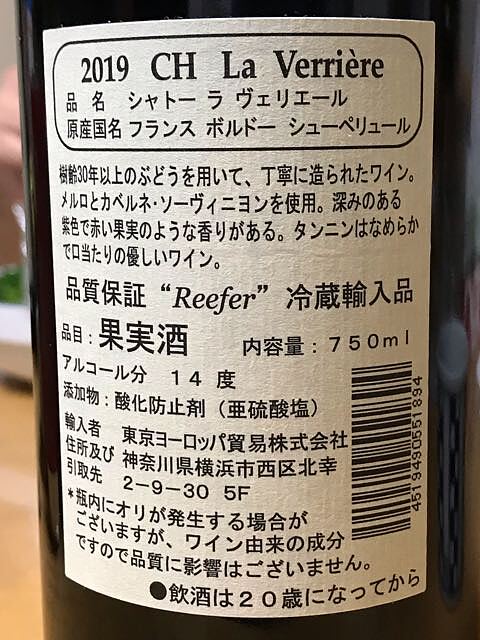 2019 CH La Verrière
品 名 シャトー ラ ヴェリエール
原産国名 フランス ボルドー シューペリュール
樹齢30年以上のぶどうを用いて、丁寧に造られたワイン。
メルロとカベルネ・ソーヴィニヨンを使用。深みのある
紫色で赤い果実のような香りがある。タンニンはなめらか
で口当たりの優しいワイン。
品質保証 “Reefer” 冷蔵輸入品
品目：果実酒 内容量：750ml
アルコール分 14 度
添加物：酸化防止剤（亜硫酸塩）
輸入者 東京ヨーロッパ貿易株式会社
住所及び 神奈川県横浜市西区北幸
引取先 2-9-30 5F
4519490551894
*瓶内にオリが発生する場合が
ございますが、ワイン由来の成分
ですので品質に影響はございません。
●飲酒は20歳になってから